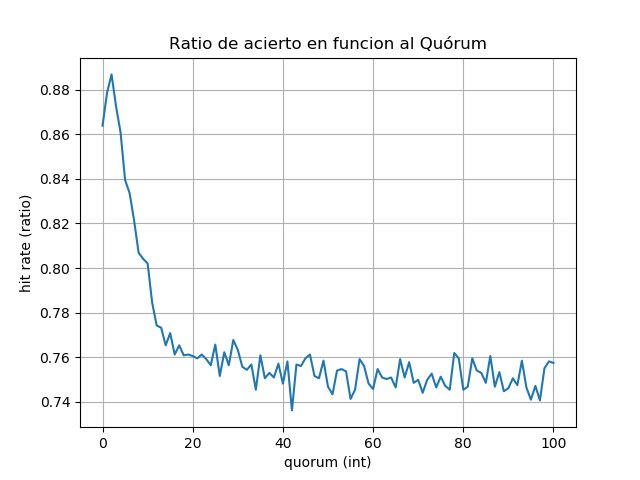 Ratio de acierto en funcion al Quórum
hit rate (ratio)
0.88
0.86
0.84
0.82
0.80
0.78
0.76
0.74
0 20 40 60 80 100
quorum (int)